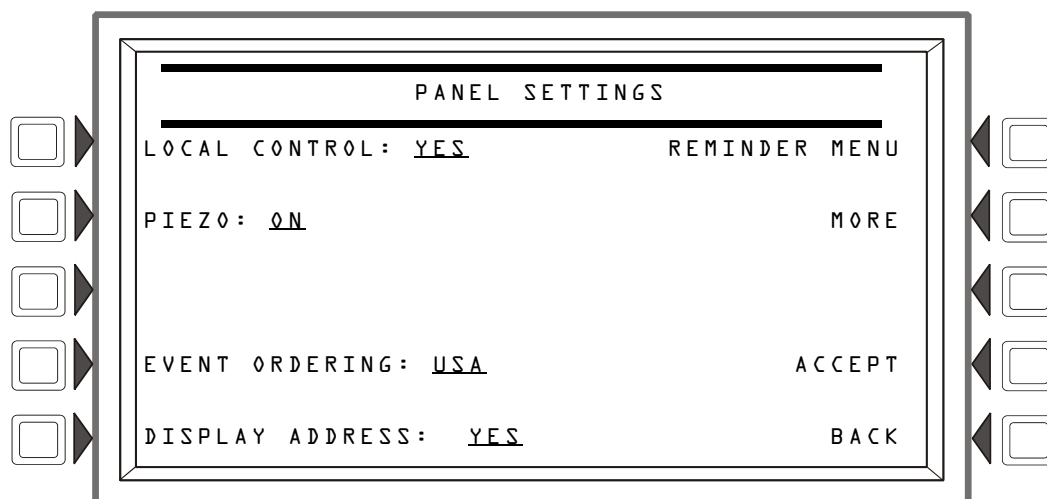 PANEL SETTINGS
LOCAL CONTROL: YES REMINDER MENU
PIEZO: ON MORE
EVENT ORDERING: USA ACCEPT
DISPLAY ADDRESS: YES BACK